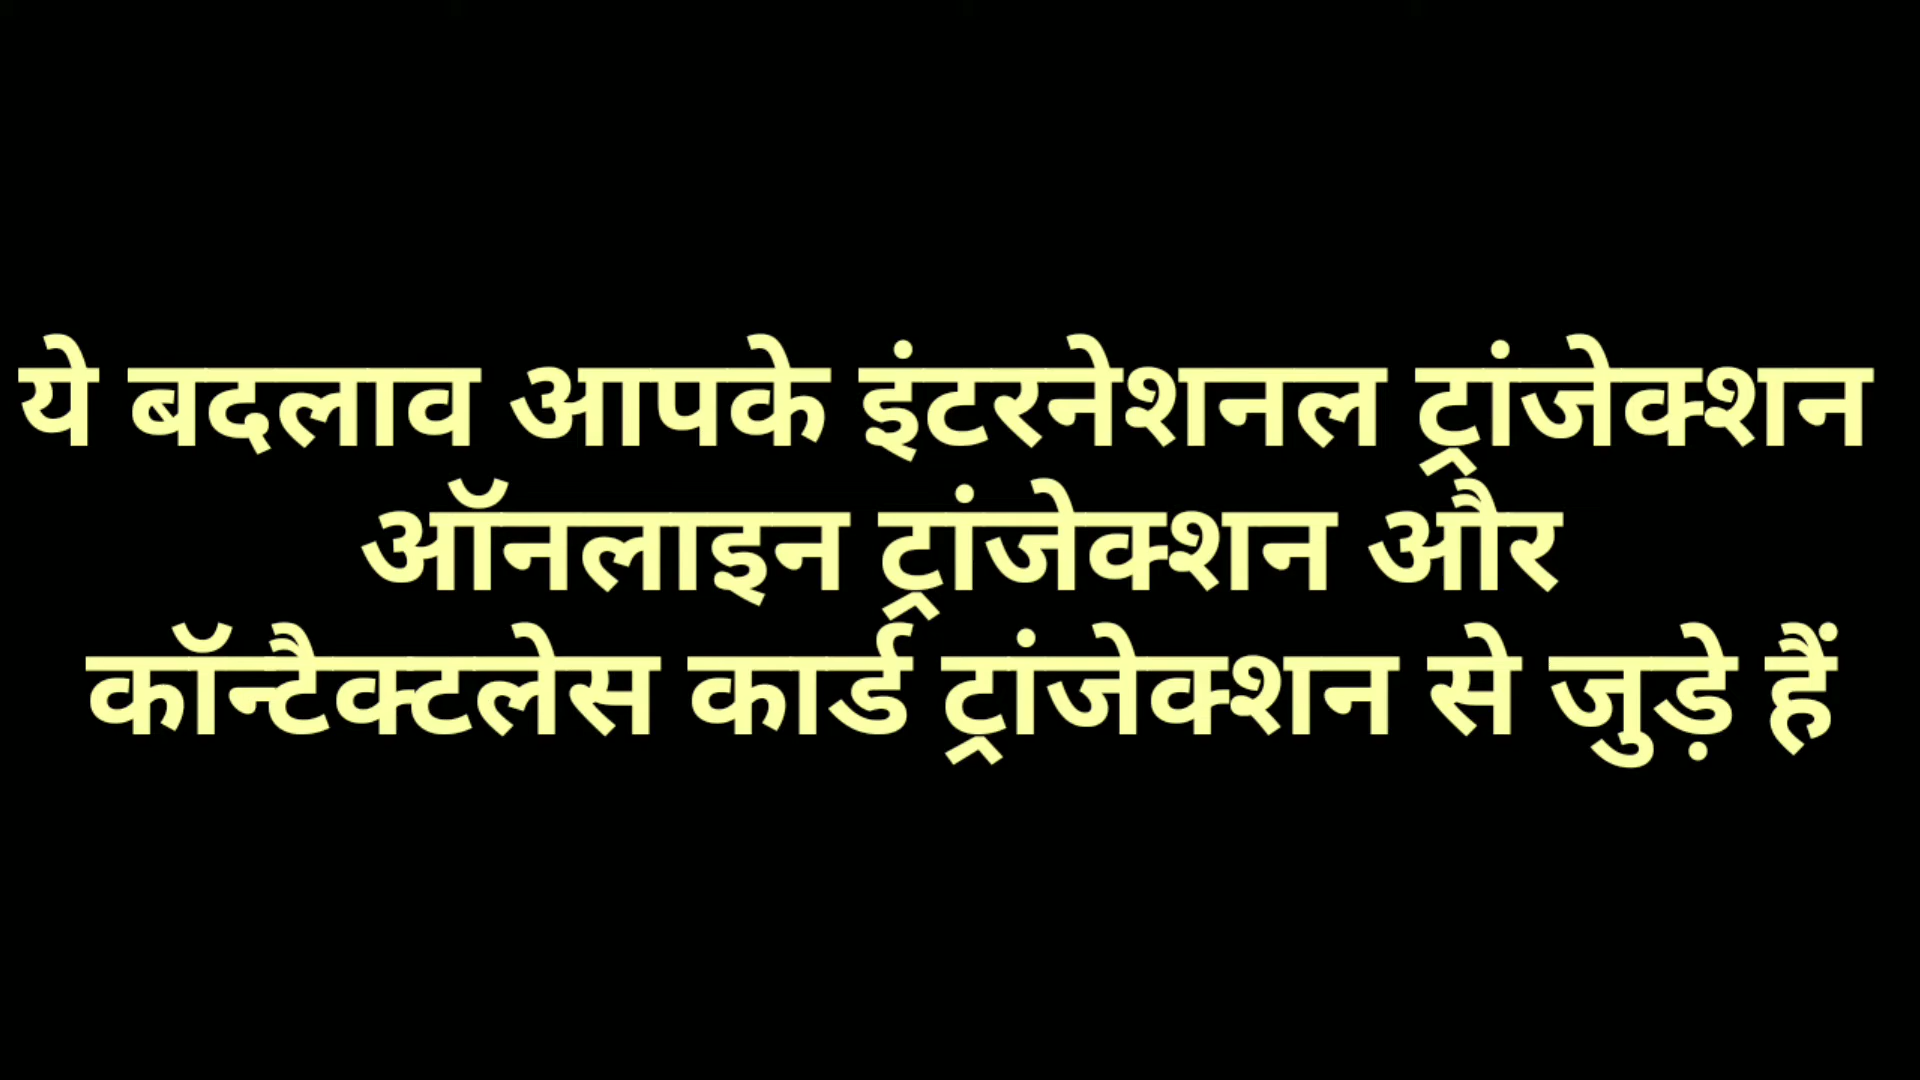 ये बदलाव आपके इंटरनेशनल ट्रांजेक्शन
ऑनलाइन ट्रांजेक्शन और
कॉन्टैक्टलेस कार्ड ट्रांजेक्शन से जुड़े हैं